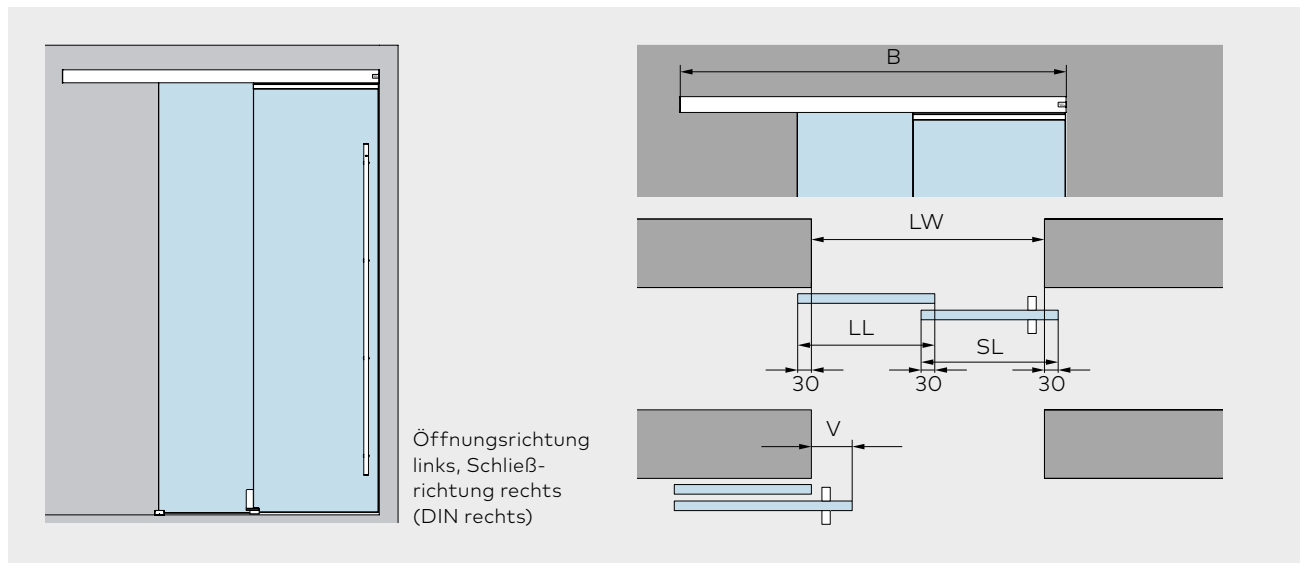 Öffnungsrichtung
links, Schließ-
richtung rechts
(DIN rechts)
B
LW
LL
SL
30
30
30
V